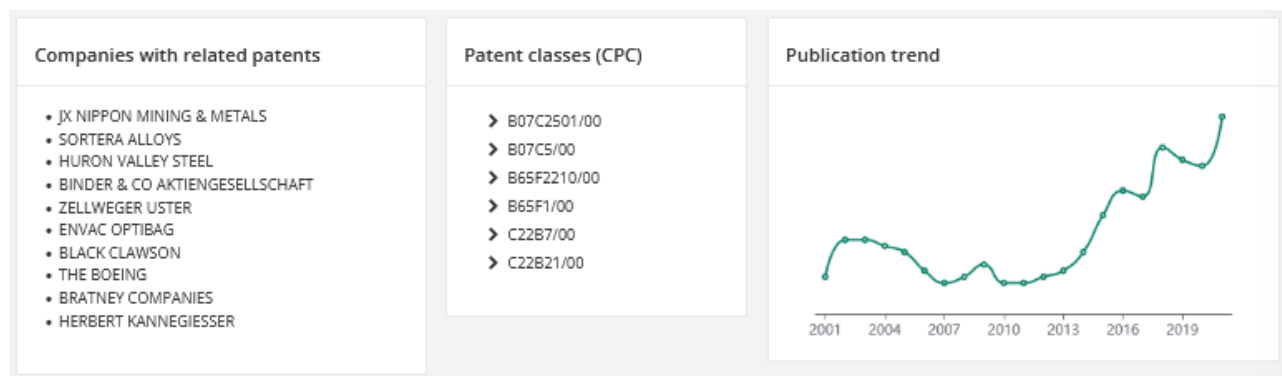 Companies with related patents
JX NIPPON MINING & METALS
SORTERA ALLOYS
HURON VALLEY STEEL
BINDER & CO AKTIENGESELLSCHAFT
ZELLWEGER USTER
ENVAC OPTIBAG
BLACK CLAWSON
THE BOEING
BRATNEY COMPANIES
HERBERT KANNEGIESSER
Patent classes (CPC)
B07C2501/00
B07C5/00
B65F2210/00
B65F1/00
C22B7/00
C22B21/00
Publication trend
2001 2004 2007 2010 2013 2016 2019